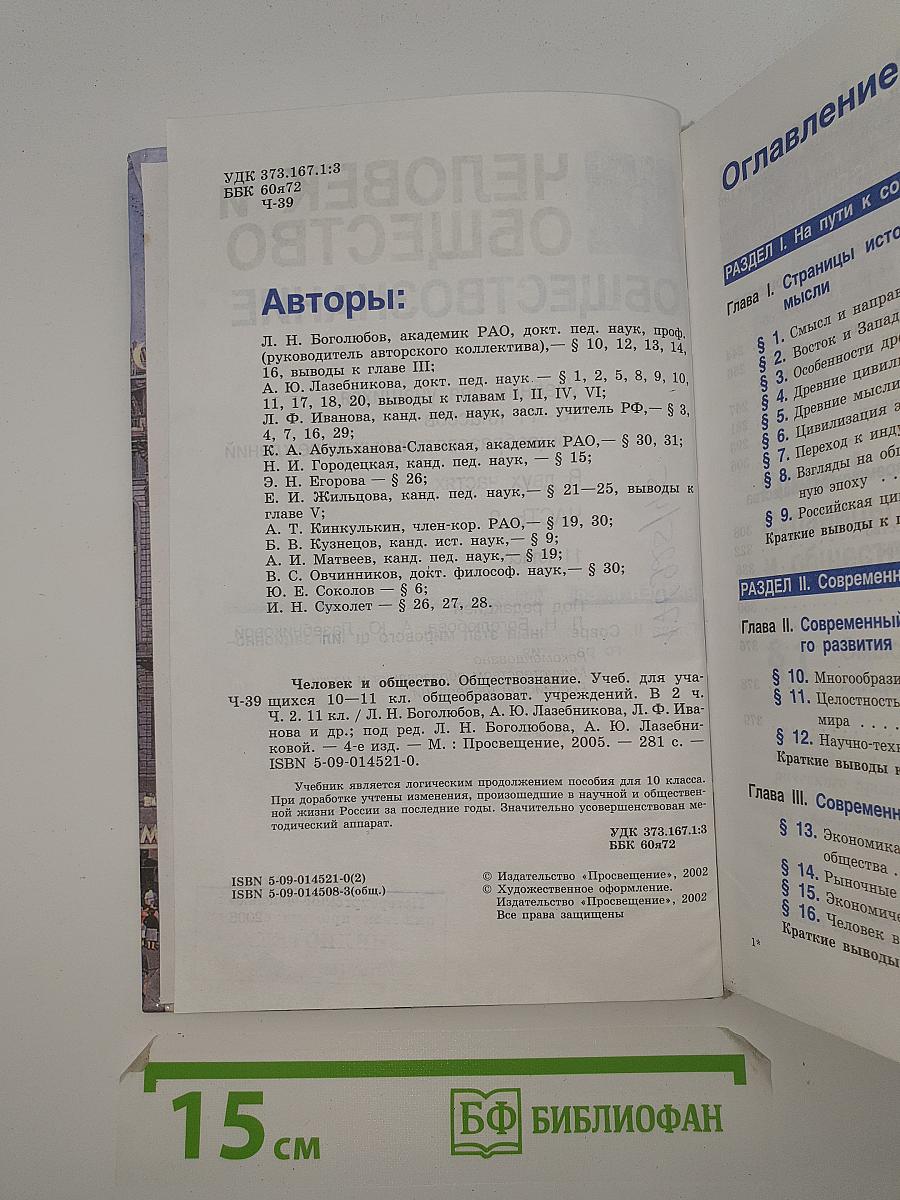 УДК 373.167.1:3
ББК 60я72
Ч-39
Авторы:
Л. Н. Боголюбов, академик РАО, докт. пед. наук, проф.
(руководитель авторского коллектива),— § 10, 12, 13, 14,
16, выводы к главе III;
А. Ю. Лазебникова, докт. пед. наук — § 1, 2, 5, 8, 9, 10,
11, 17, 18, 20, выводы к главам I, II, IV, VI;
Л. Ф. Иванова, канд. пед. наук, засл. учитель РФ,— § 3,
4, 7, 16, 29;
К. А. Абульханова-Славская, академик РАО,— § 30, 31;
Н. И. Городецкая, канд. пед. наук, — § 15;
Э. Н. Егорова — § 26;
Е. И. Жильцова, канд. пед. наук,— § 21—25, выводы к
главе V;
А. Т. Кинкулькин, член-кор. РАО,— § 19, 30;
Б. В. Кузнецов, канд. ист. наук,— § 9;
А. И. Матвеев, канд. пед. наук,— § 19;
В. С. Овчинников, докт. философ. наук,— § 30;
Ю. Е. Соколов — § 6;
И. Н. Сухолет — § 26, 27, 28.
Человек и общество. Обществознание. Учеб. для уча-
Ч-39 щихся 10—11 кл. общеобразоват. учреждений. В 2 ч.
Ч. 2. 11 кл. / Л. Н. Боголюбов, А. Ю. Лазебникова, Л. Ф. Ива-
нова и др.; под ред. Л. Н. Боголюбова, А. Ю. Лазебни-
ковой. — 4-е изд. — М. : Просвещение, 2005. — 281 с. —
ISBN 5-09-014521-0.
Учебник является логическим продолжением пособия для 10 класса.
При доработке учтены изменения, произошедшие в научной и обществен-
ной жизни России за последние годы. Значительно усовершенствован ме-
тодический аппарат.
УДК 373.167.1:3
ББК 60я72
ISBN 5-09-014521-0(2)
ISBN 5-09-014508-3(общ.)
© Издательство «Просвещение», 2002
© Художественное оформление.
Издательство «Просвещение», 2002
Все права защищены
Оглавление
РАЗДЕЛ I. На пути к со
Глава I. Страницы исто
мысли
§ 1. Смысл и направ
§ 2. Восток и Запад
§ 3. Особенности дре
§ 4. Древние цивили
§ 5. Древние мысли
§ 6. Цивилизация э
§ 7. Переход к инду
§ 8. Взгляды на общ
ную эпоху . .
§ 9. Российская ци
Краткие выводы к г
РАЗДЕЛ II. Современн
Глава II. Современный
го развития
§ 10. Многообрази
§ 11. Целостность
мира . . . .
§ 12. Научно-техн
Краткие выводы к
Глава III. Современн
§ 13. Экономика
общества .
§ 14. Рыночные
§ 15. Экономиче
§ 16. Человек в
Краткие выводы
1*
15 см
БФ БИБЛИОФАН